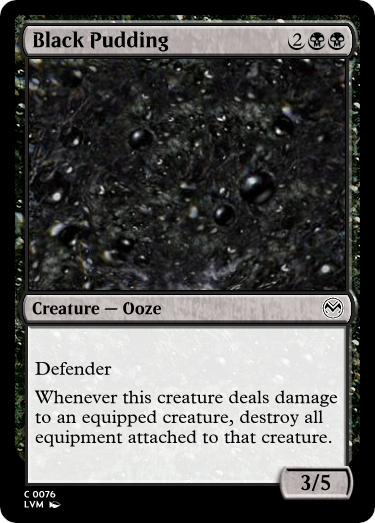 Black Pudding 2
Creature — Ooze
Defender
Whenever this creature deals damage
to an equipped creature, destroy all
equipment attached to that creature.
3/5
C 0076
LVM